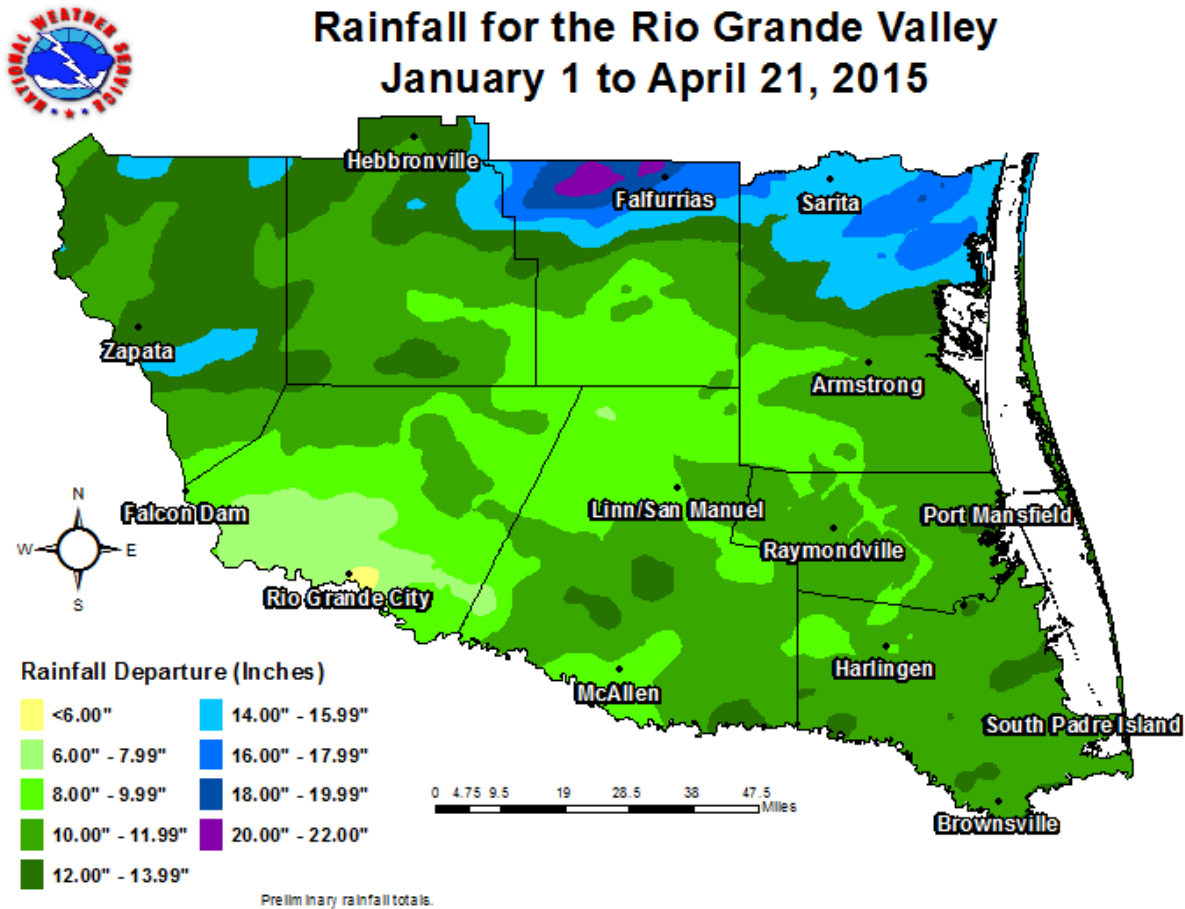 NATIONAL WEATHER SERVICE
Rainfall for the Rio Grande Valley
January 1 to April 21, 2015
Hebbronville
Falfurrias
Sarita
Zapata
Armstrong
N
W
E
S
Falcon Dam
Linn/San Manuel
Port Mansfield
Raymondville
Rio Grande City
Harlingen
McAllen
South Padre Island
Brownsville
Rainfall Departure (Inches)
<6.00"
6.00" - 7.99"
8.00" - 9.99"
10.00" - 11.99"
12.00" - 13.99"
14.00" - 15.99"
16.00" - 17.99"
18.00" - 19.99"
20.00" - 22.00"
0 4.75 9.5 19 28.5 38 47.5
Miles
Preliminary rainfall totals.